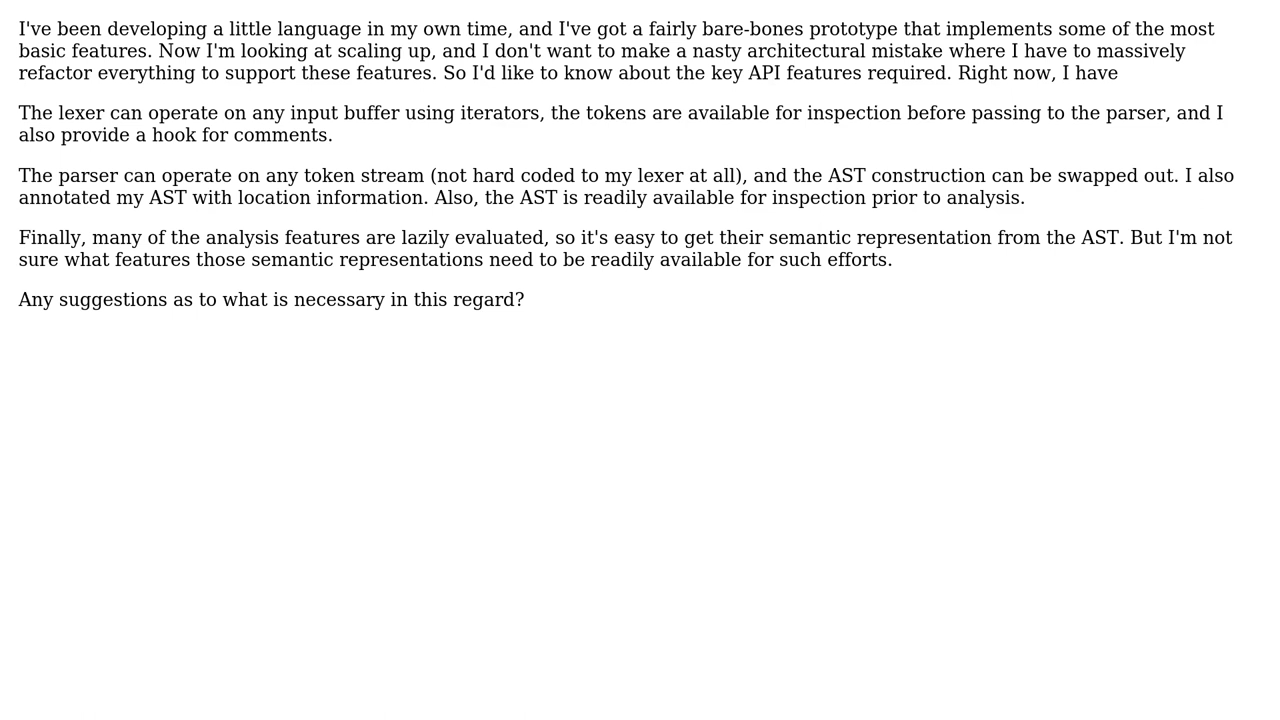 I've been developing a little language in my own time, and I've got a fairly bare-bones prototype that implements some of the most
basic features. Now I'm looking at scaling up, and I don't want to make a nasty architectural mistake where I have to massively
refactor everything to support these features. So I'd like to know about the key API features required. Right now, I have
The lexer can operate on any input buffer using iterators, the tokens are available for inspection before passing to the parser, and I
also provide a hook for comments.
The parser can operate on any token stream (not hard coded to my lexer at all), and the AST construction can be swapped out. I also
annotated my AST with location information. Also, the AST is readily available for inspection prior to analysis.
Finally, many of the analysis features are lazily evaluated, so it's easy to get their semantic representation from the AST. But I'm not
sure what features those semantic representations need to be readily available for such efforts.
Any suggestions as to what is necessary in this regard?